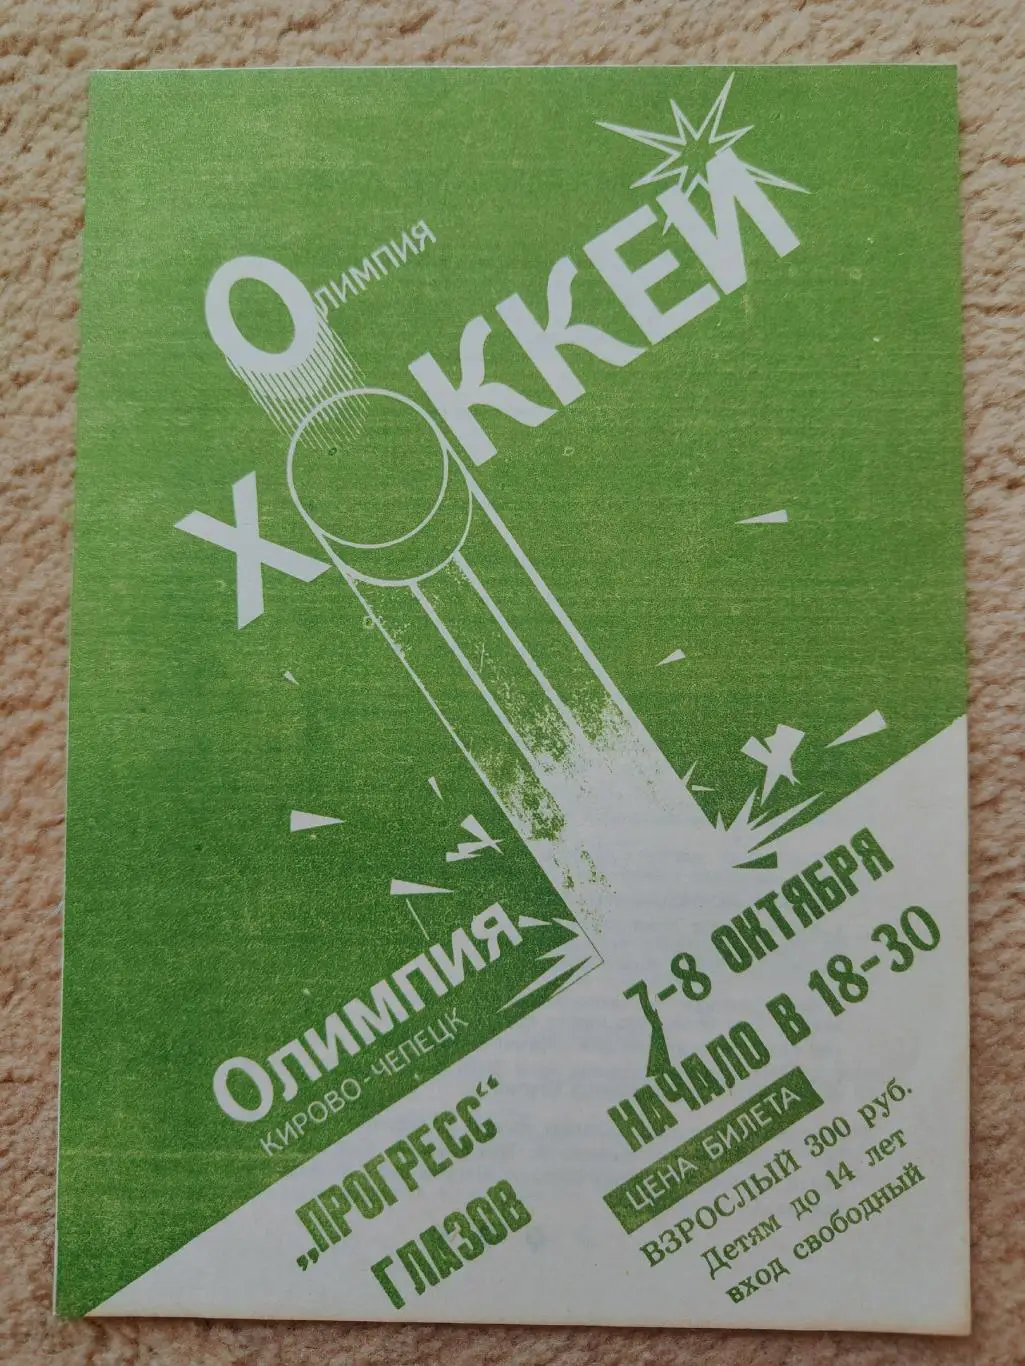 Олимпия
ХОККЕЙ
Олимпия
КИРОВО-ЧЕПЕЦК
„ПРОГРЕСС“
ГЛАЗОВ
7-8 ОКТЯБРЯ
НАЧАЛО В 18-30
ЦЕНА БИЛЕТА
ВЗРОСЛЫЙ 300 руб.
Детям до 14 лет
вход свободный